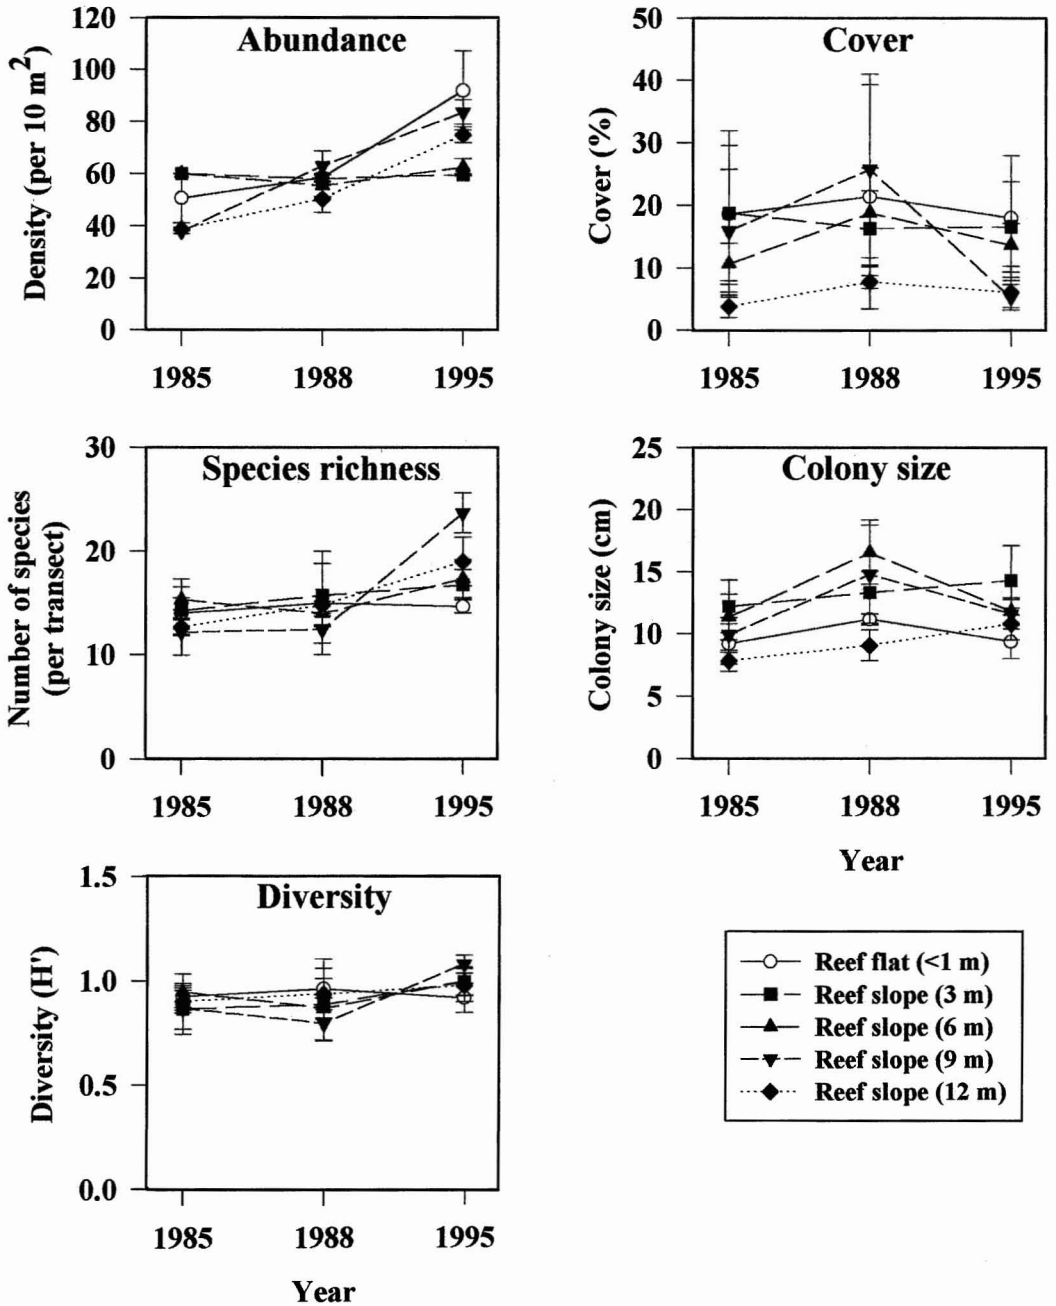 Abundance
Density (per 10 m2)
120
100
80
60
40
20
0
1985 1988 1995
Cover
Cover (%)
50
40
30
20
10
0
1985 1988 1995
Species richness
Number of species
(per transect)
30
20
10
0
1985 1988 1995
Colony size
Colony size (cm)
25
20
15
10
5
0
1985 1988 1995
Year
Diversity
Diversity (H')
1.5
1.0
0.5
0.0
1985 1988 1995
Year
Reef flat (<1 m)
Reef slope (3 m)
Reef slope (6 m)
Reef slope (9 m)
Reef slope (12 m)